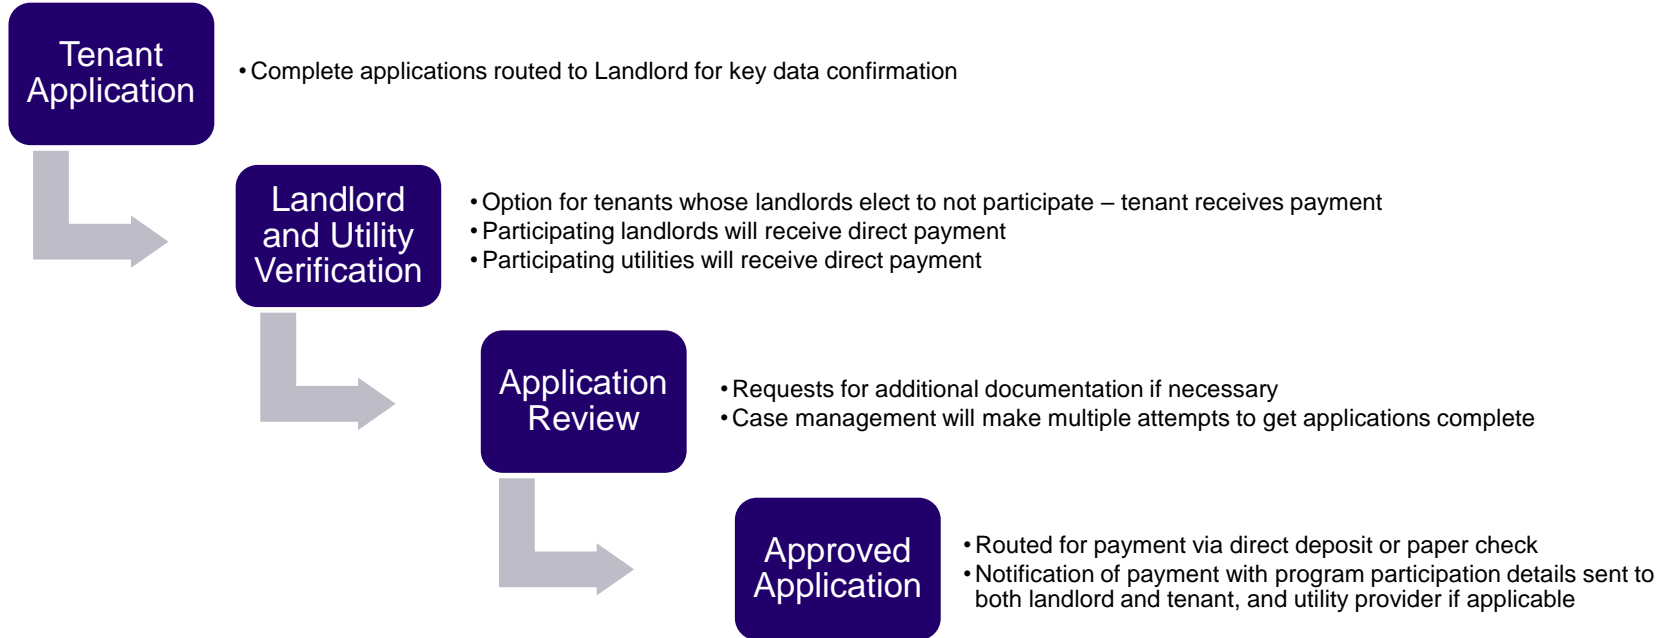 Tenant
Application
• Complete applications routed to Landlord for key data confirmation
Landlord
and Utility
Verification
• Option for tenants whose landlords elect to not participate – tenant receives payment
• Participating landlords will receive direct payment
• Participating utilities will receive direct payment
Application
Review
• Requests for additional documentation if necessary
• Case management will make multiple attempts to get applications complete
Approved
Application
• Routed for payment via direct deposit or paper check
• Notification of payment with program participation details sent to
both landlord and tenant, and utility provider if applicable